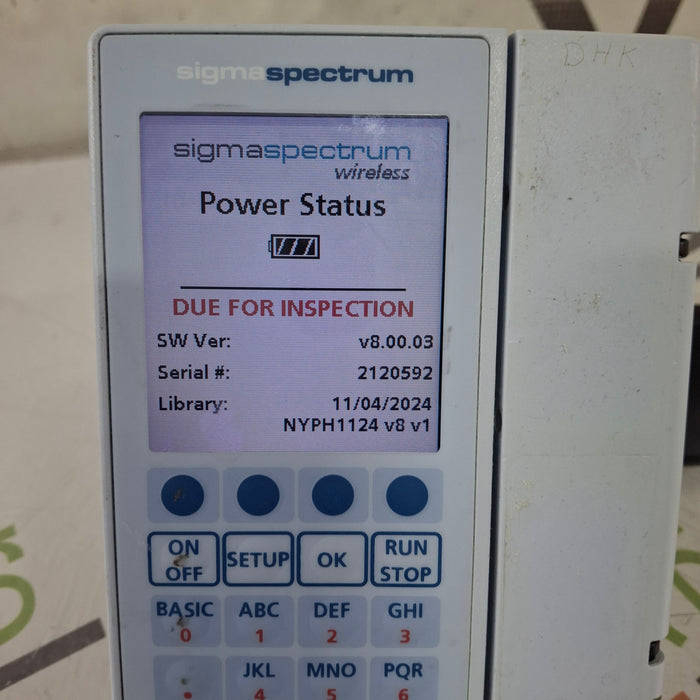 sigmaspectrum
DHK
sigmaspectrum
wireless
Power Status
DUE FOR INSPECTION
SW Ver: v8.00.03
Serial #: 2120592
Library: 11/04/2024
NYPH1124 v8 v1
ON OFF SETUP OK RUN STOP
BASIC ABC DEF GHI
0 1 2 3
JKL MNO PQR
. 4 5 6